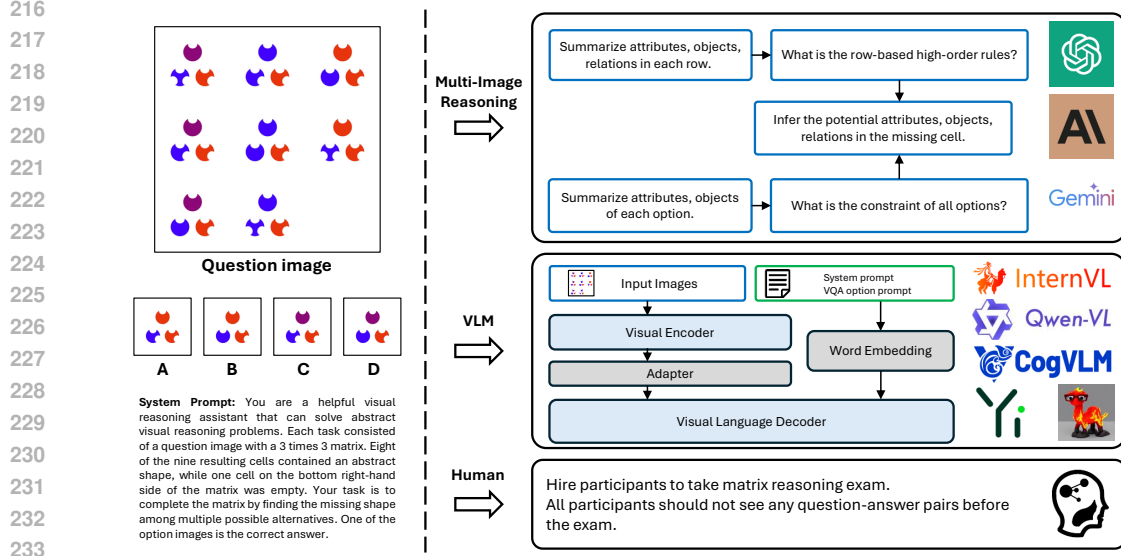 216
217
218
219
220
221
222
223
224
225
226
227
228
229
230
231
232
233
Question image
A
B
C
D
System Prompt: You are a helpful visual
reasoning assistant that can solve abstract
visual reasoning problems. Each task consisted
of a question image with a 3 times 3 matrix. Eight
of the nine resulting cells contained an abstract
shape, while one cell on the bottom right-hand
side of the matrix was empty. Your task is to
complete the matrix by finding the missing shape
among multiple possible alternatives. One of the
option images is the correct answer.
Multi-Image
Reasoning
Summarize attributes, objects,
relations in each row.
What is the row-based high-order rules?
Infer the potential attributes, objects,
relations in the missing cell.
Summarize attributes, objects
of each option.
What is the constraint of all options?
AI
Gemini
VLM
Input Images
System prompt
VQA option prompt
Visual Encoder
Word Embedding
Adapter
Visual Language Decoder
InternVL
Qwen-VL
CogVLM
Yi
Human
Hire participants to take matrix reasoning exam.
All participants should not see any question-answer pairs before
the exam.